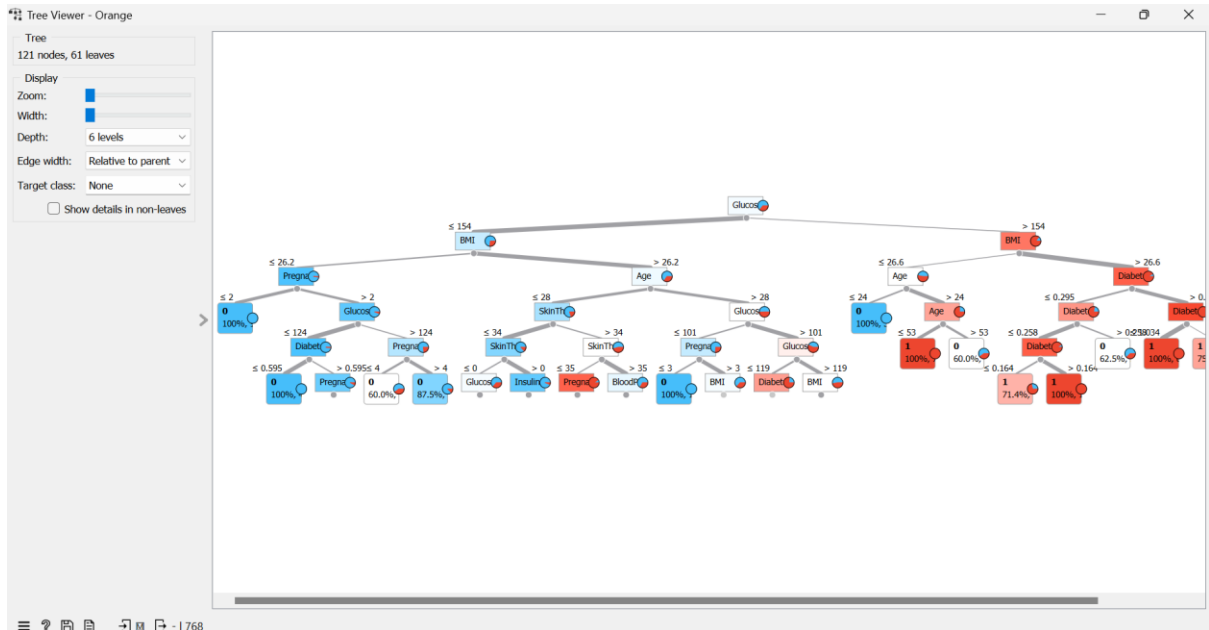 Tree Viewer - Orange
Tree
121 nodes, 61 leaves
Display
Zoom:
Width:
Depth: 6 levels
Edge width: Relative to parent
Target class: None
Show details in non-leaves
Glucos
≤ 154 > 154
BMI BMI
≤ 26.2 > 26.2 ≤ 26.6 > 26.6
Pregna Age Age Diabet
≤ 2 > 2 ≤ 28 > 28 ≤ 24 > 24 ≤ 0.295 > 0.
0 Glucos SkinTh Glucos 0 Age Diabet Diabet
100%, 100%,
≤ 124 > 124 ≤ 34 > 34 ≤ 101 > 101 ≤ 53 > 53 ≤ 0.258
Diabet Pregna SkinTh SkinTh Pregna Glucos 1 0 Diabet 0 1 1
100%, 60.0%, 62.5%, 100%, 75
≤ 0.595 > 0.595 ≤ 4 > 4 ≤ 0 > 0 ≤ 35 > 35 ≤ 3 > 3 ≤ 119 > 119 ≤ 0.164 > 0.164
0 Pregna 0 0 Glucos Insulin Pregna BloodP 0 BMI Diabet BMI 1 1
100%, 60.0%, 87.5%, 100%, 71.4%, 100%,
- | 768